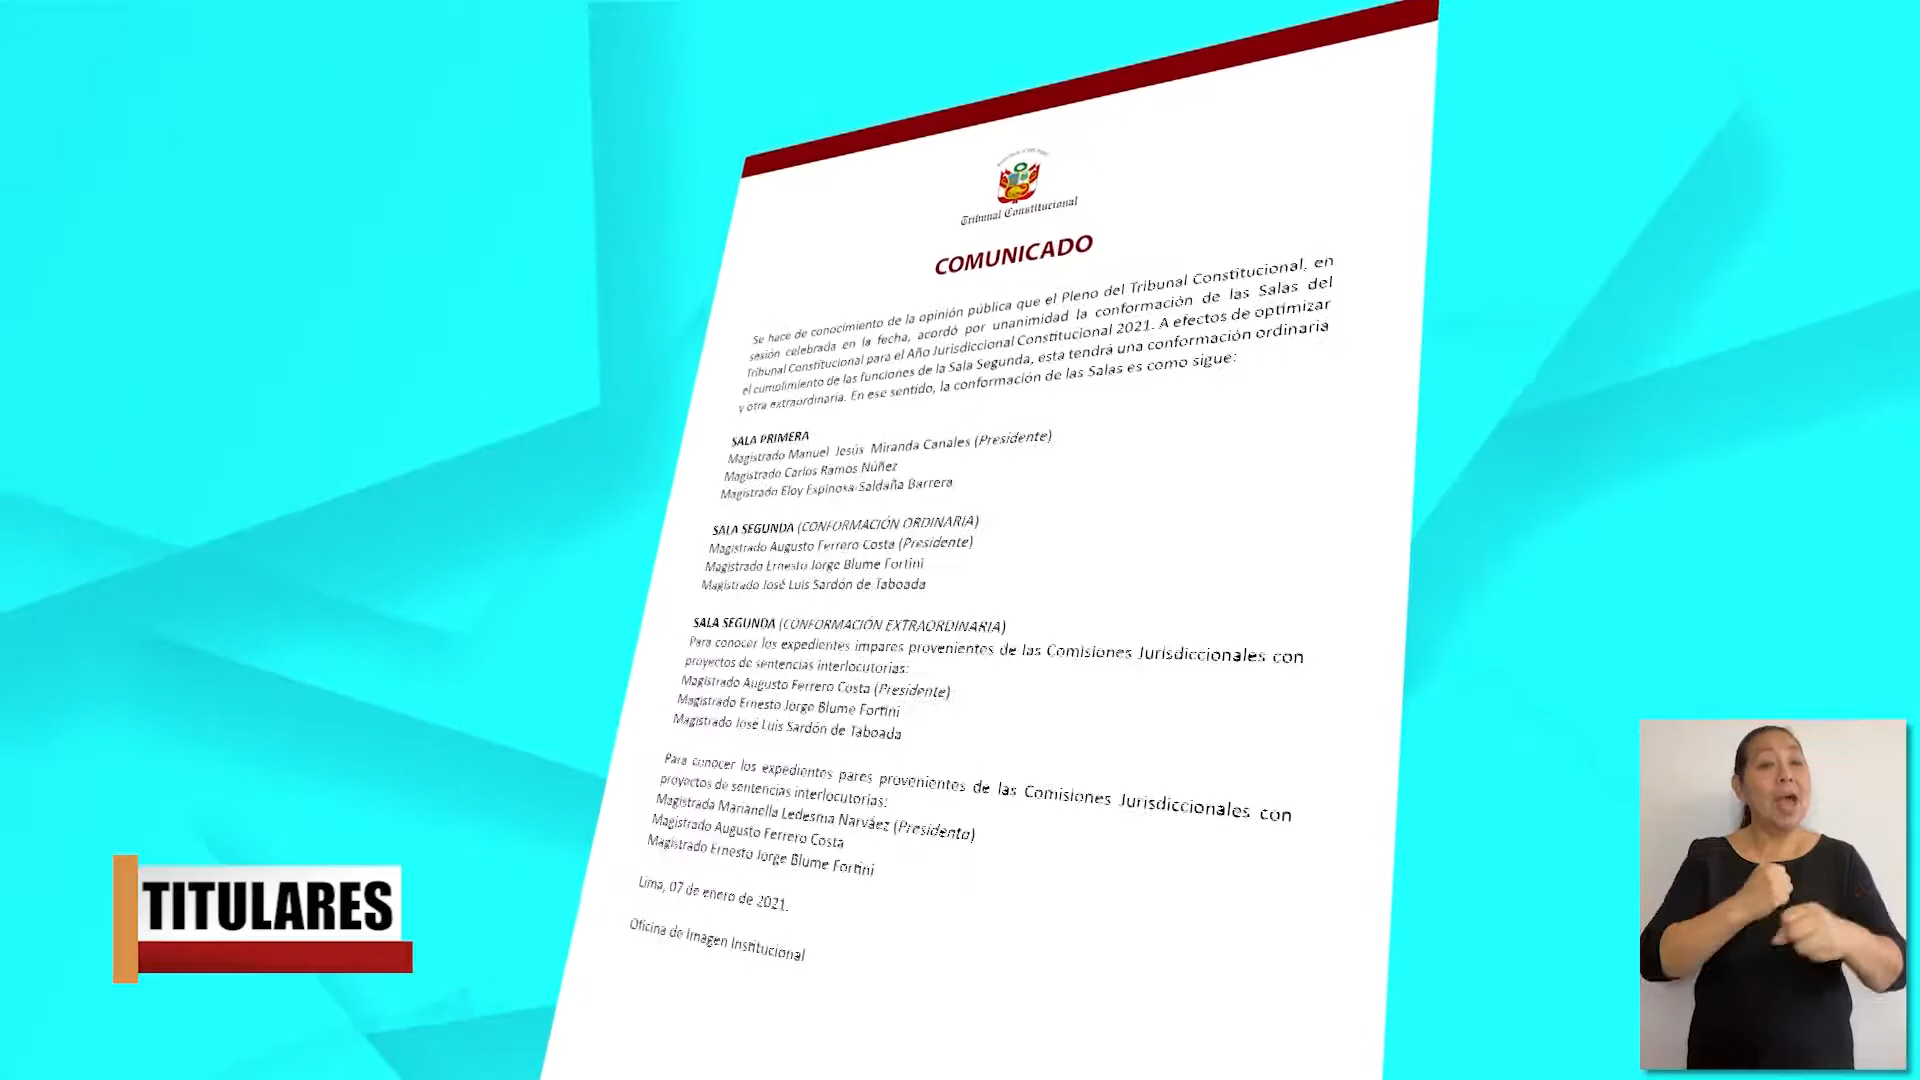 Tribunal Constitucional
COMUNICADO
Se hace de conocimiento de la opinión pública que el Pleno del Tribunal Constitucional, en
sesión celebrada en la fecha, acordó por unanimidad la conformación de las Salas del
Tribunal Constitucional para el Año Jurisdiccional Constitucional 2021. A efectos de optimizar
el cumplimiento de las funciones de la Sala Segunda, esta tendrá una conformación ordinaria
y otra extraordinaria. En ese sentido, la conformación de las Salas es como sigue:
SALA PRIMERA
Magistrado Manuel Jesús Miranda Canales (Presidente)
Magistrado Carlos Ramos Núñez
Magistrado Eloy Espinosa-Saldaña Barrera
SALA SEGUNDA (CONFORMACIÓN ORDINARIA)
Magistrado Augusto Ferrero Costa (Presidente)
Magistrado Ernesto Jorge Blume Fortini
Magistrado José Luis Sardón de Taboada
SALA SEGUNDA (CONFORMACIÓN EXTRAORDINARIA)
Para conocer los expedientes impares provenientes de las Comisiones Jurisdiccionales con
proyectos de sentencias interlocutorias:
Magistrado Augusto Ferrero Costa (Presidente)
Magistrado Ernesto Jorge Blume Fortini
Magistrado José Luis Sardón de Taboada
Para conocer los expedientes pares provenientes de las Comisiones Jurisdiccionales con
proyectos de sentencias interlocutorias:
Magistrada Marianella Ledesma Narváez (Presidenta)
Magistrado Augusto Ferrero Costa
Magistrado Ernesto Jorge Blume Fortini
Lima, 07 de enero de 2021.
Oficina de Imagen Institucional
TITULARES